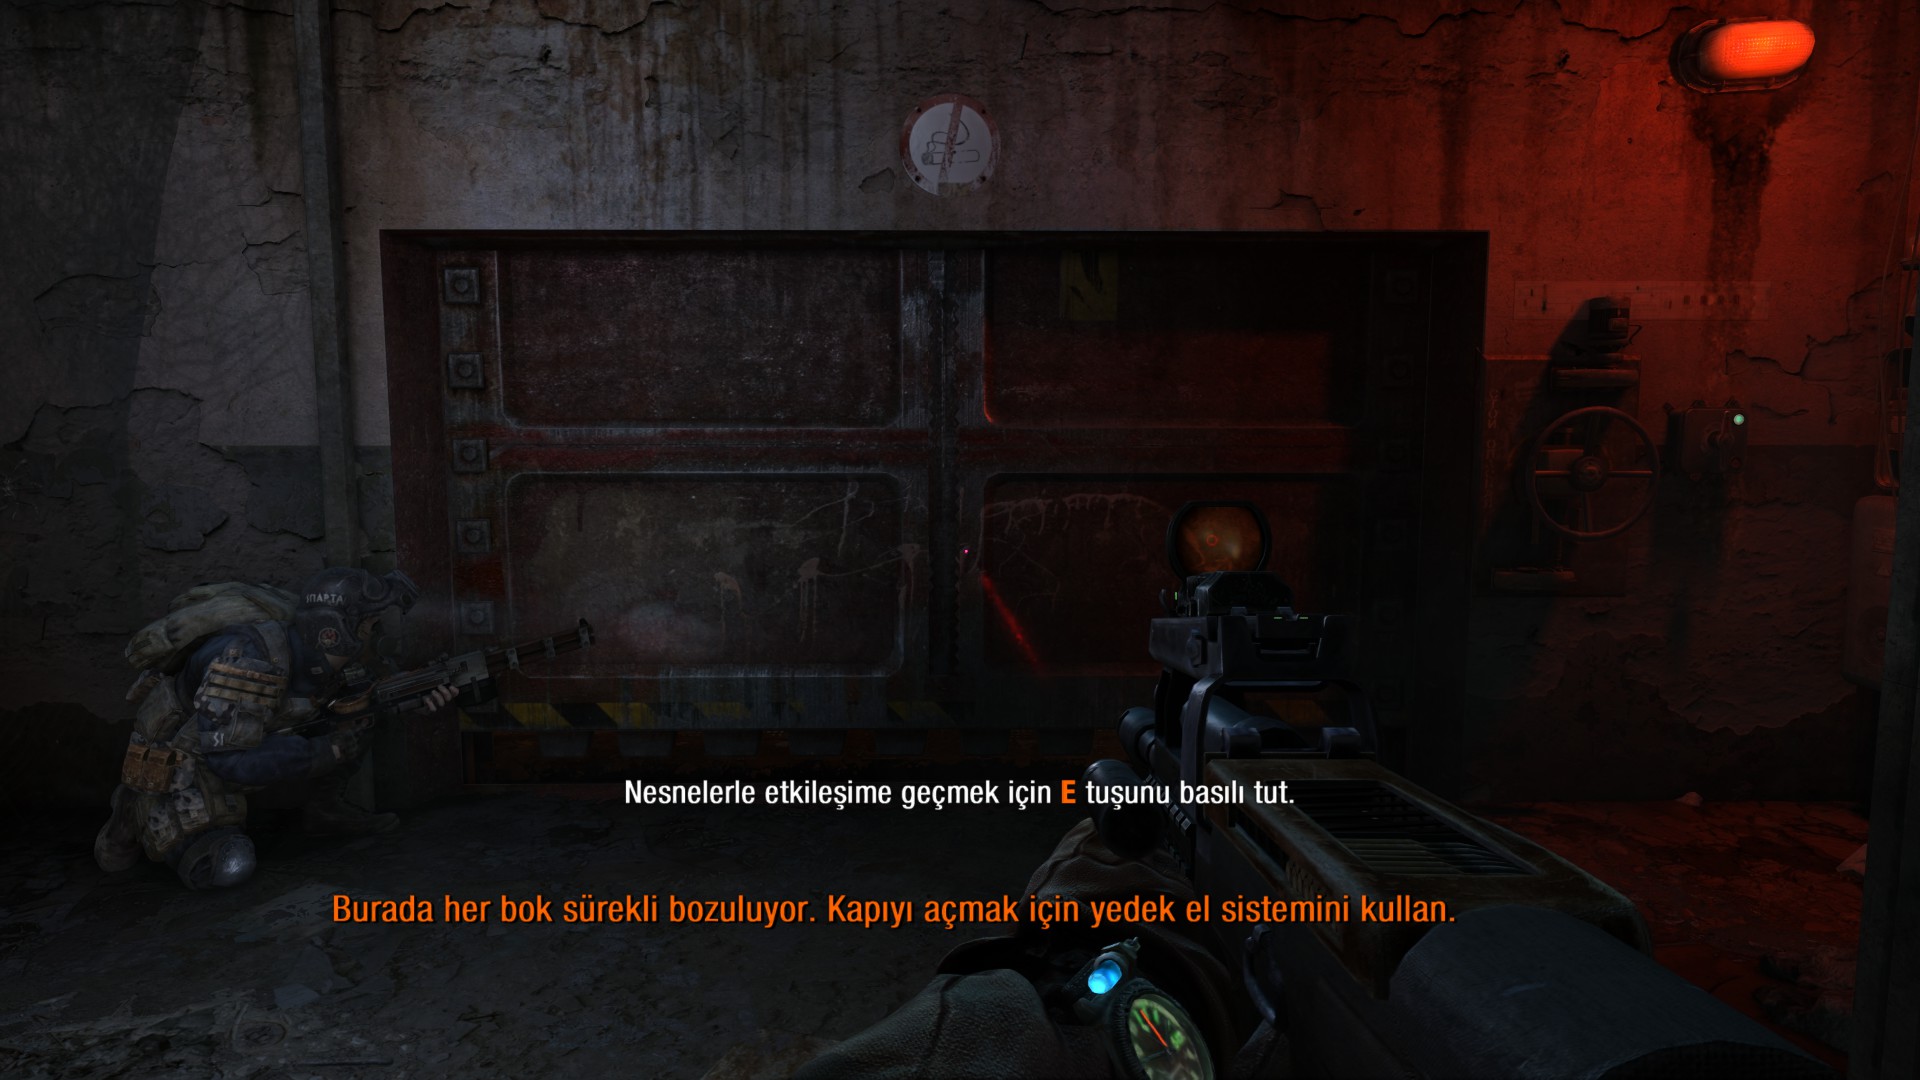 ПАРТА
Nesnelerle etkileşime geçmek için E tuşunu basılı tut.
Burada her bok sürekli bozuluyor. Kapıyı açmak için yedek el sistemini kullan.